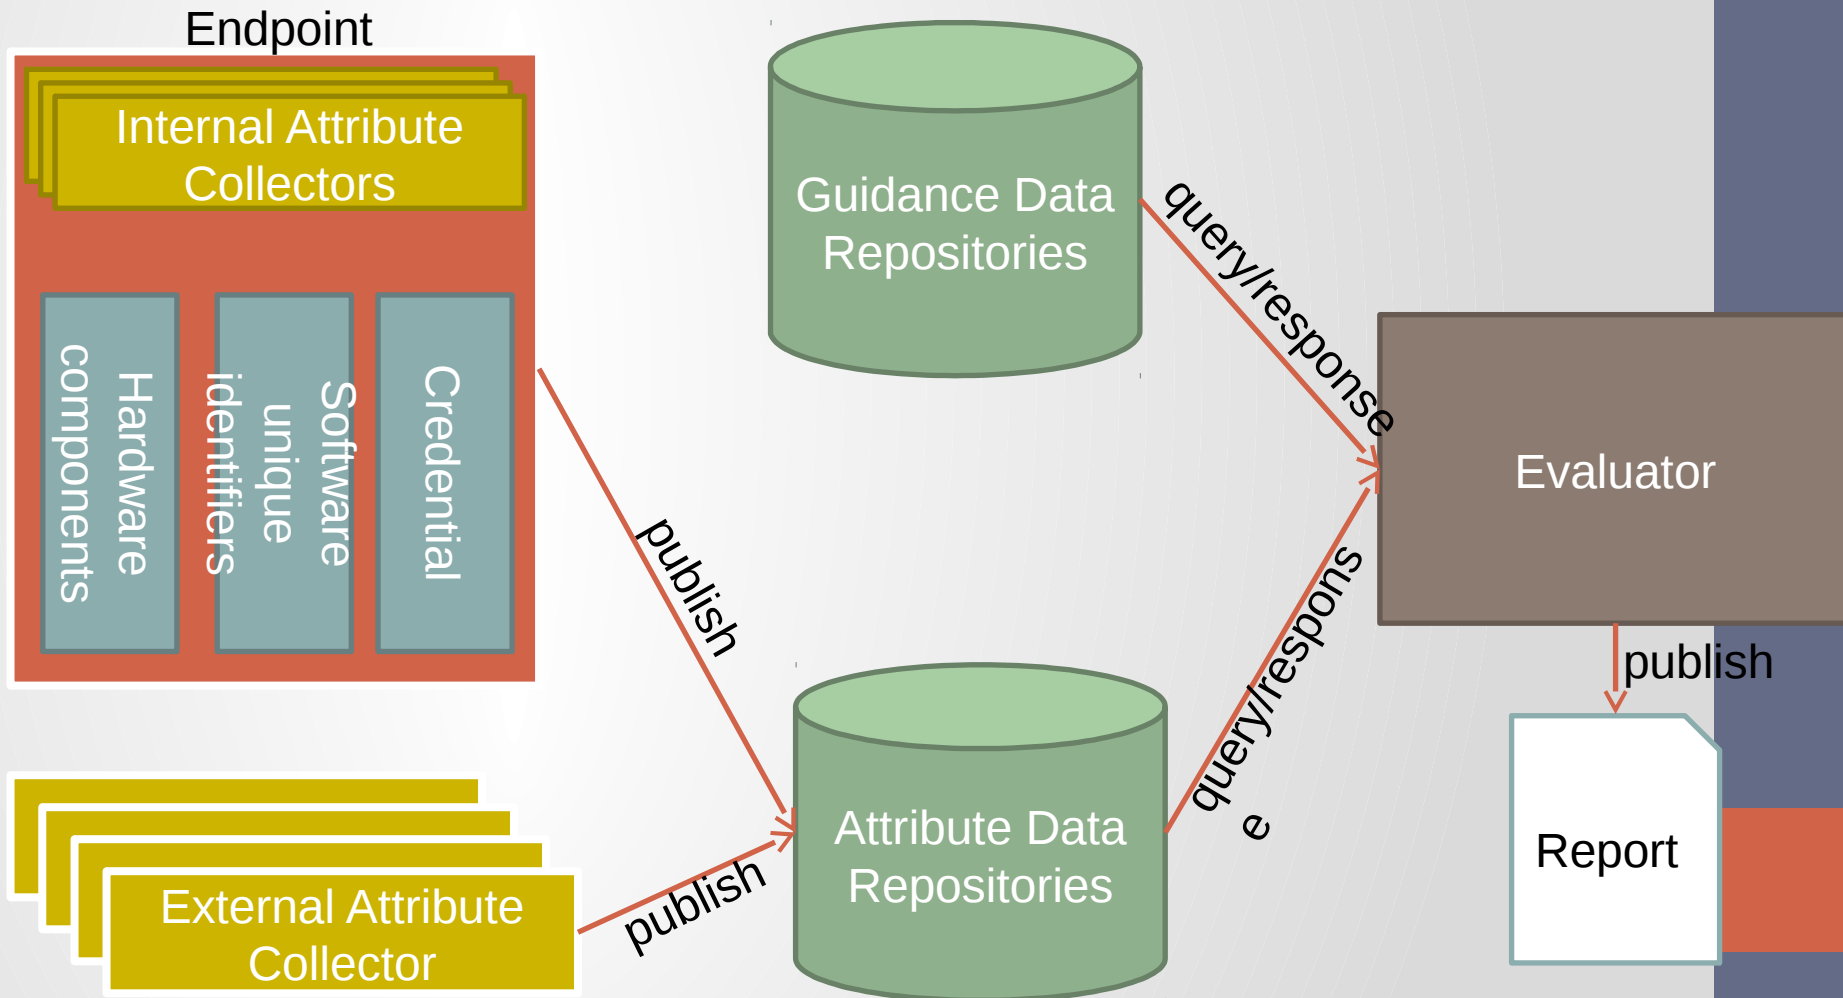 Endpoint
Internal Attribute
Collectors
Hardware
components
Software
unique
identifiers
Credential
publish
External Attribute
Collector
publish
Guidance Data
Repositories
query/response
Attribute Data
Repositories
query/respons
e
Evaluator
publish
Report